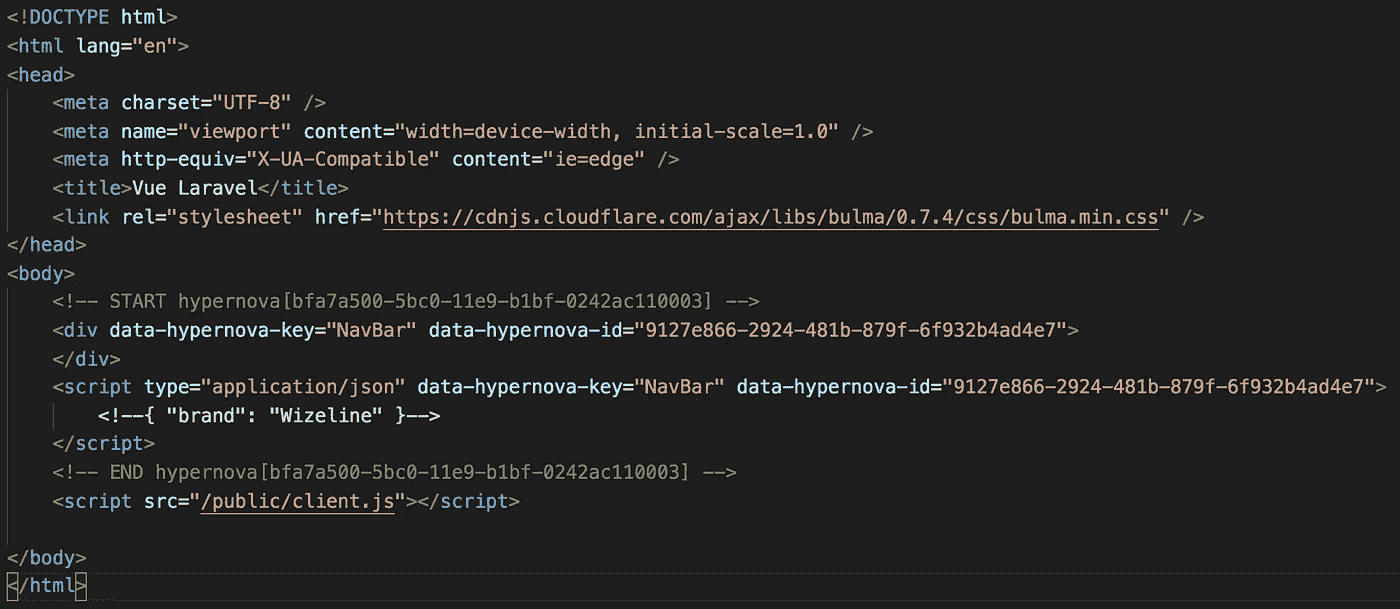 <!DOCTYPE html>
<html lang="en">
<head>
    <meta charset="UTF-8" />
    <meta name="viewport" content="width=device-width, initial-scale=1.0" />
    <meta http-equiv="X-UA-Compatible" content="ie=edge" />
    <title>Vue Laravel</title>
    <link rel="stylesheet" href="https://cdnjs.cloudflare.com/ajax/libs/bulma/0.7.4/css/bulma.min.css" />
</head>
<body>
    <!-- START hypernova[bfa7a500-5bc0-11e9-b1bf-0242ac110003] -->
    <div data-hypernova-key="NavBar" data-hypernova-id="9127e866-2924-481b-879f-6f932b4ad4e7">
    </div>
    <script type="application/json" data-hypernova-key="NavBar" data-hypernova-id="9127e866-2924-481b-879f-6f932b4ad4e7">
        <!--{ "brand": "Wizeline" }-->
    </script>
    <!-- END hypernova[bfa7a500-5bc0-11e9-b1bf-0242ac110003] -->
    <script src="/public/client.js"></script>
</body>
</html>